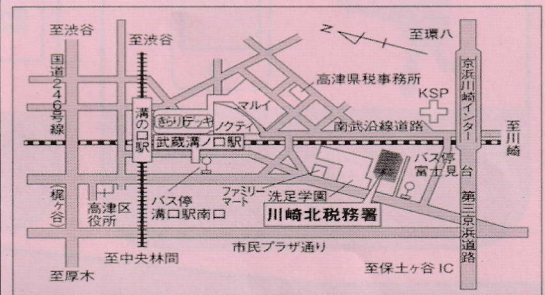 至渋谷
至渋谷
至環八
国道246号線
京浜川崎インター
高津県税事務所
KSP
マルイ
溝の口駅
きらりデッキ
ノクティ
南武沿線道路
武蔵溝ノ口駅
至川崎
バス停
富士見台
(梶ヶ谷)
高津区
役所
バス停
溝口駅南口
ファミリー
マート
洗足学園
川崎北税務署
第三京浜道路
市民プラザ通り
至中央林間
至厚木
至保土ヶ谷IC